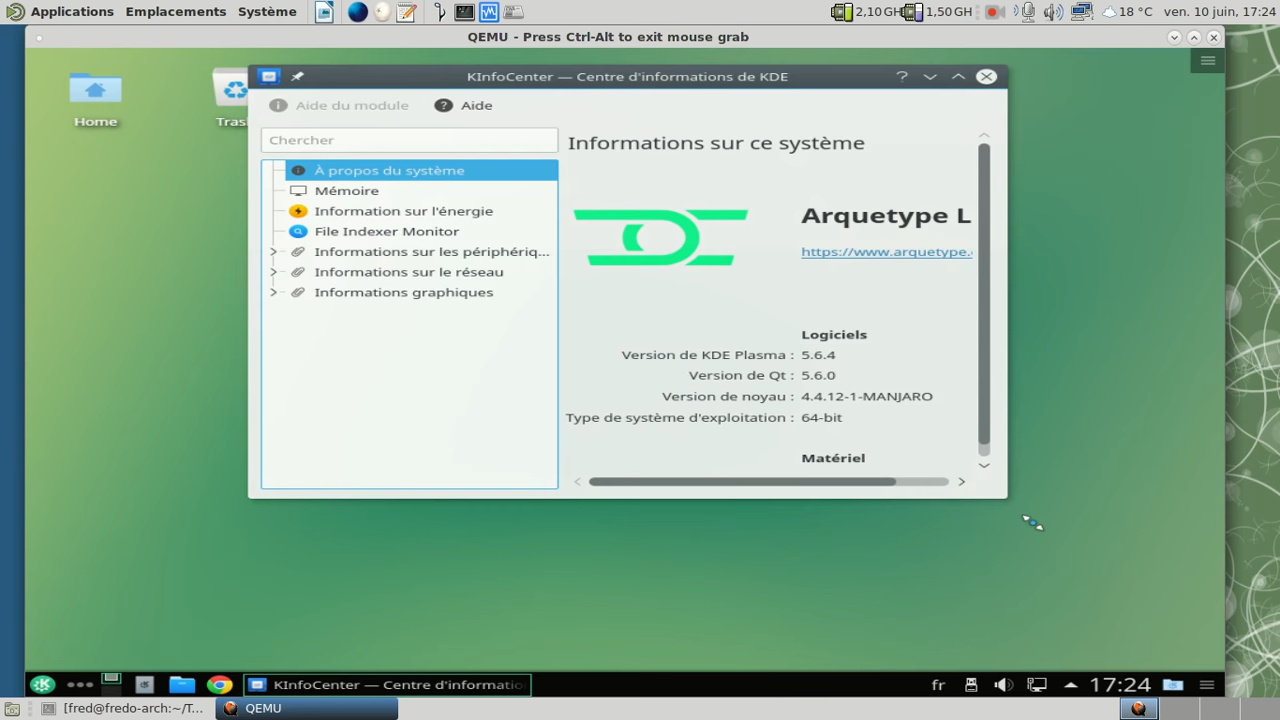 Applications Emplacements Système 2,10 GH 1,50 GH 18 °C ven. 10 juin, 17:24
QEMU - Press Ctrl-Alt to exit mouse grab
KInfoCenter — Centre d'informations de KDE
Home
Aide du module
Aide
Chercher
À propos du système
Mémoire
Information sur l'énergie
File Indexer Monitor
Informations sur les périphériq...
Informations sur le réseau
Informations graphiques
Informations sur ce système
Arquetype L
https://www.arquetype.
Logiciels
Version de KDE Plasma : 5.6.4
Version de Qt : 5.6.0
Version de noyau : 4.4.12-1-MANJARO
Type de système d'exploitation : 64-bit
Matériel
KInfoCenter — Centre d'informatio
fr
17:24
[fred@fredo-arch:~/T...
QEMU